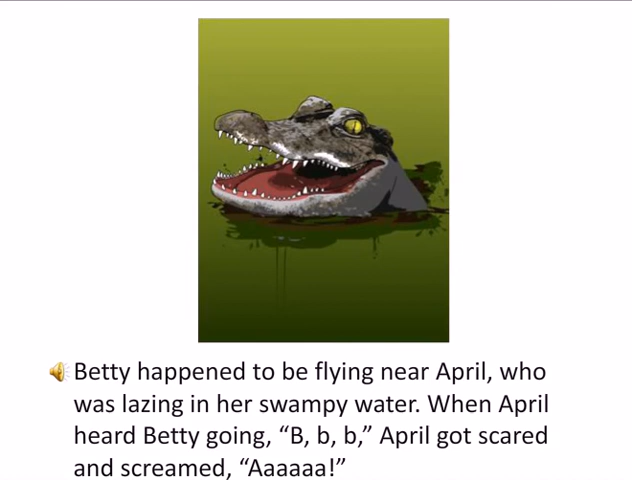 Betty happened to be flying near April, who
was lazing in her swampy water. When April
heard Betty going, “B, b, b,” April got scared
and screamed, “Aaaaaa!”